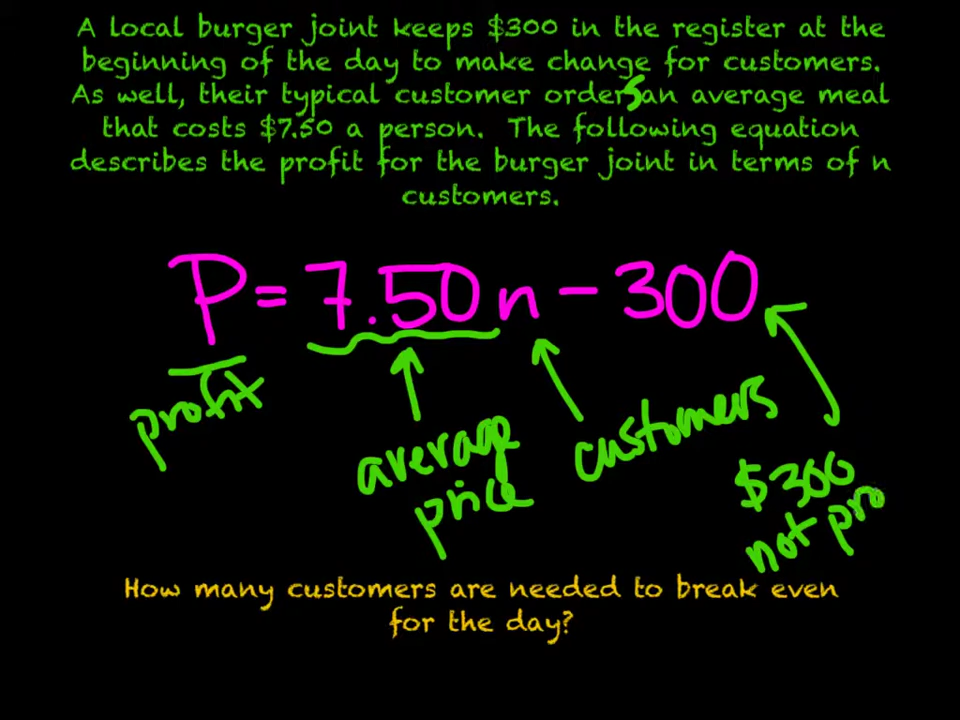 A local burger joint keeps $300 in the register at the
beginning of the day to make change for customers.
As well, their typical customer orders an average meal
that costs $7.50 a person. The following equation
describes the profit for the burger joint in terms of n
customers.
P = 7.50n - 300
profit
average
price
customers
$300
not pro
How many customers are needed to break even
for the day?